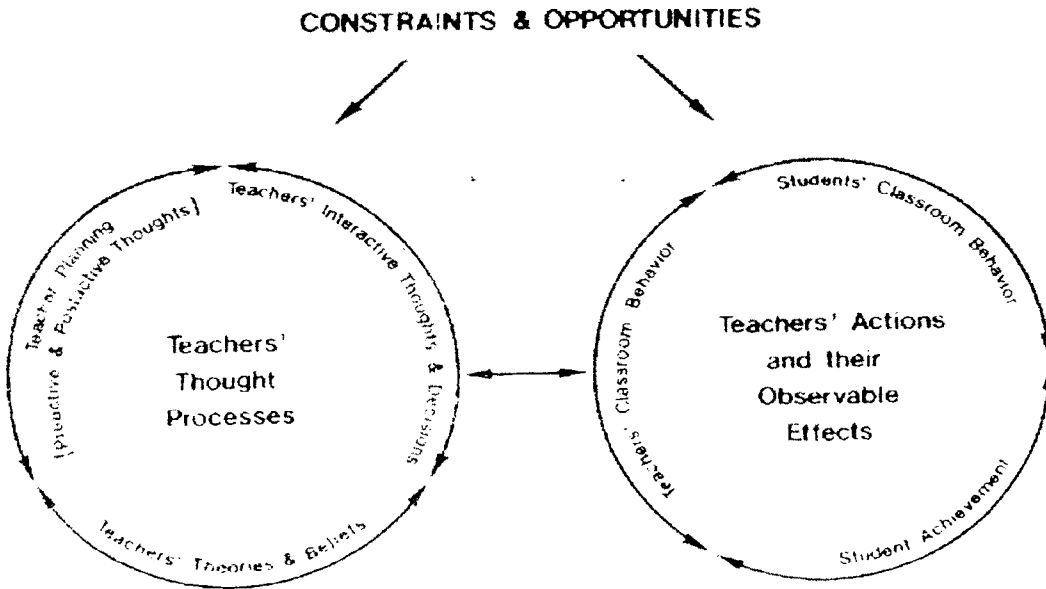 CONSTRAINTS & OPPORTUNITIES
Teacher Planning
[Preactive & Postactive Thoughts]
Teachers' Interactive Thoughts & Decisions
Teachers' Theories & Beliefs
Teachers'
Thought
Processes
Students' Classroom Behavior
Teachers' Classroom Behavior
Student Achievement
Teachers' Actions
and their
Observable
Effects